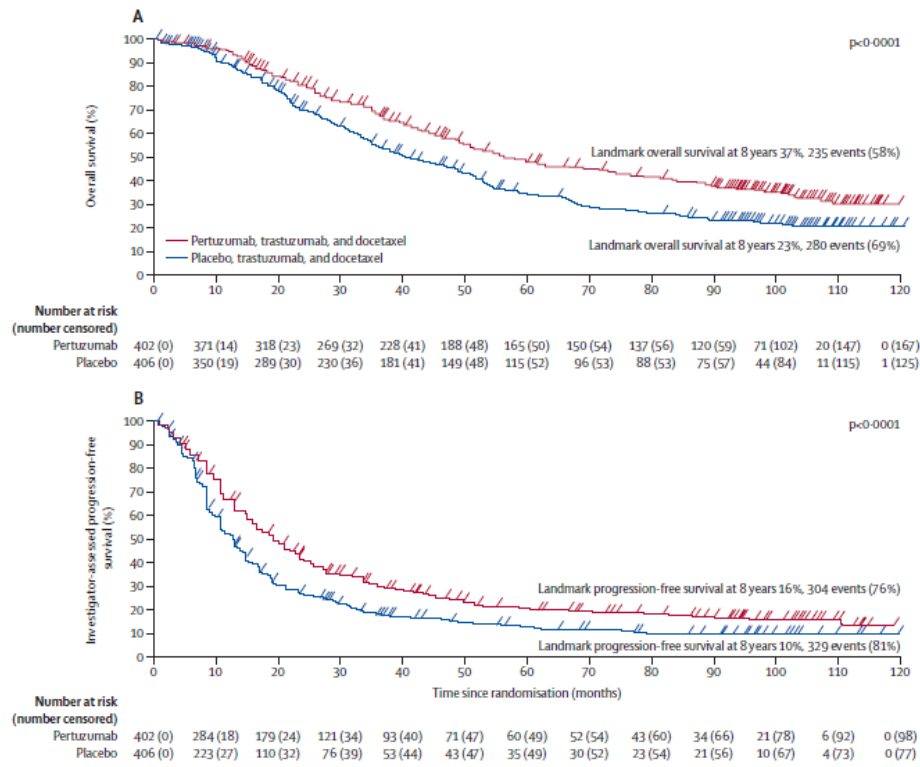 A
p<0·0001
100
90
80
70
60
50
40
30
20
10
0
Overall survival (%)
Landmark overall survival at 8 years 37%, 235 events (58%)
Pertuzumab, trastuzumab, and docetaxel
Placebo, trastuzumab, and docetaxel
Landmark overall survival at 8 years 23%, 280 events (69%)
0 10 20 30 40 50 60 70 80 90 100 110 120
Number at risk
(number censored)
Pertuzumab 402 (0) 371 (14) 318 (23) 269 (32) 228 (41) 188 (48) 165 (50) 150 (54) 137 (56) 120 (59) 71 (102) 20 (147) 0 (167)
Placebo 406 (0) 350 (19) 289 (30) 230 (36) 181 (41) 149 (48) 115 (52) 96 (53) 88 (53) 75 (57) 44 (84) 11 (115) 1 (125)
B
p<0·0001
100
90
80
70
60
50
40
30
20
10
0
Investigator-assessed progression-free
survival (%)
Landmark progression-free survival at 8 years 16%, 304 events (76%)
Landmark progression-free survival at 8 years 10%, 329 events (81%)
0 10 20 30 40 50 60 70 80 90 100 110 120
Time since randomisation (months)
Number at risk
(number censored)
Pertuzumab 402 (0) 284 (18) 179 (24) 121 (34) 93 (40) 71 (47) 60 (49) 52 (54) 43 (60) 34 (66) 21 (78) 6 (92) 0 (98)
Placebo 406 (0) 223 (27) 110 (32) 76 (39) 53 (44) 43 (47) 35 (49) 30 (52) 23 (54) 21 (56) 10 (67) 4 (73) 0 (77)